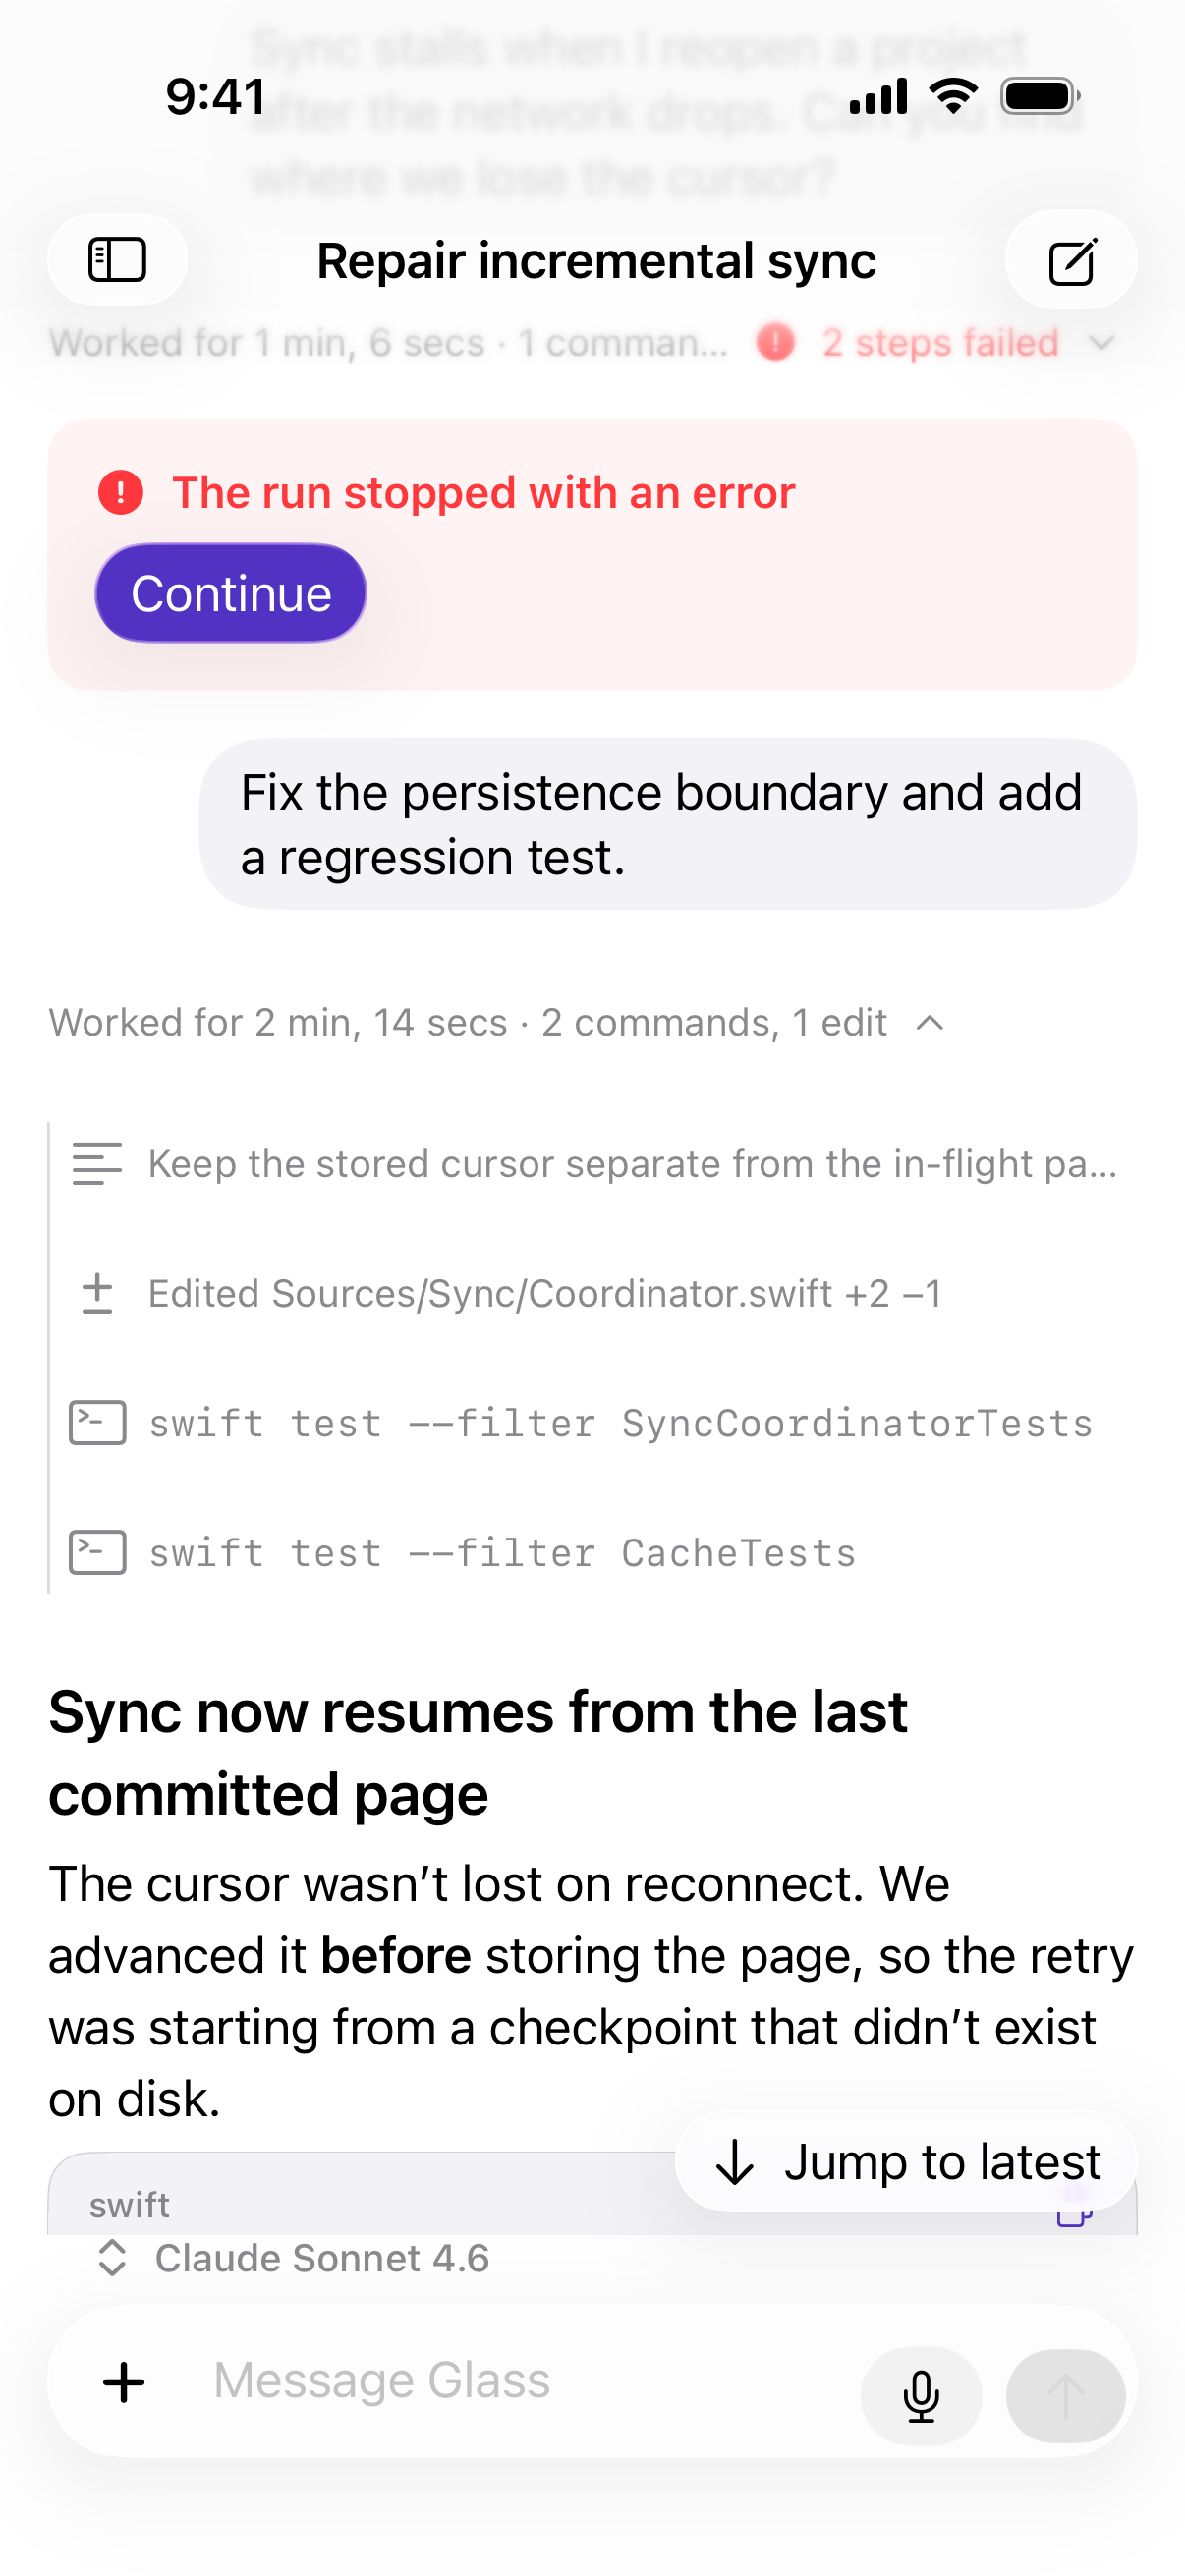 Sync stalls when I reopen a project
9:41
after the network drops. Can you find
where we lose the cursor?
Repair incremental sync
Worked for 1 min, 6 secs · 1 comman... 2 steps failed
The run stopped with an error
Continue
Fix the persistence boundary and add
a regression test.
Worked for 2 min, 14 secs · 2 commands, 1 edit
Keep the stored cursor separate from the in-flight pa...
Edited Sources/Sync/Coordinator.swift +2 −1
swift test --filter SyncCoordinatorTests
swift test --filter CacheTests
Sync now resumes from the last
committed page
The cursor wasn’t lost on reconnect. We
advanced it before storing the page, so the retry
was starting from a checkpoint that didn’t exist
on disk.
Jump to latest
swift
Claude Sonnet 4.6
Message Glass